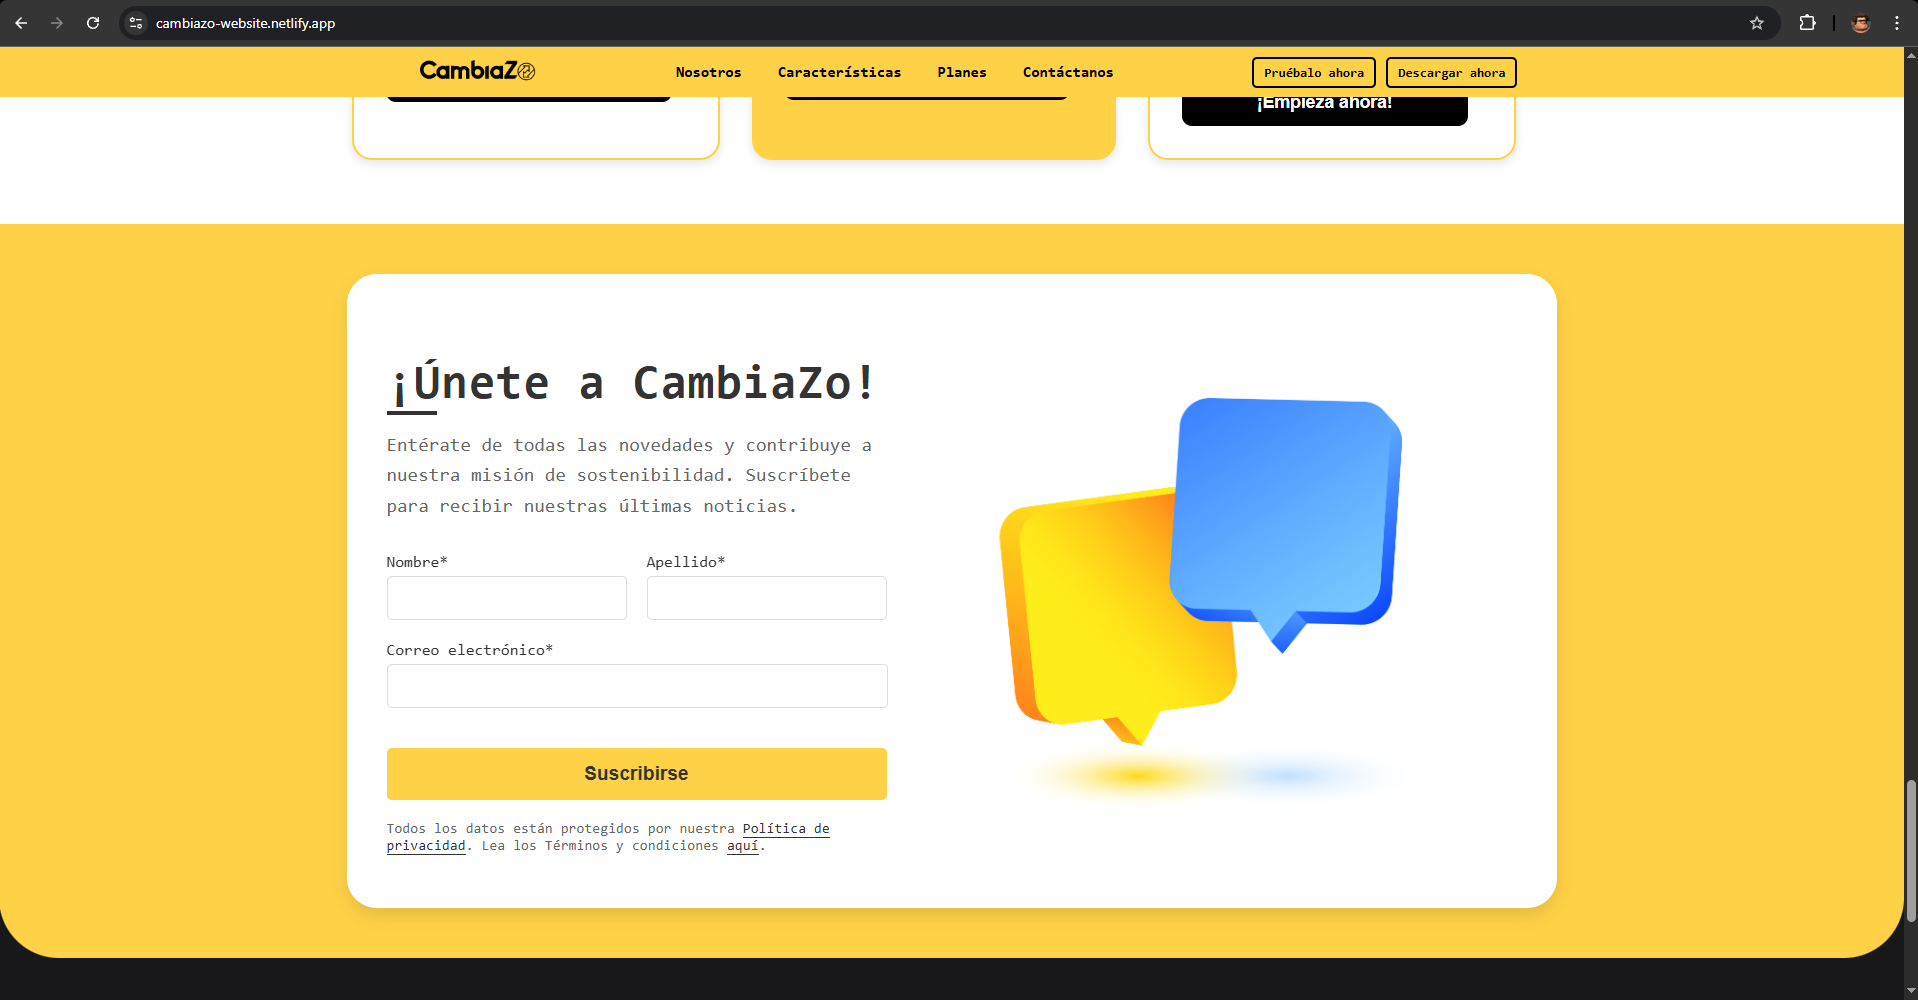 cambiazo-website.netlify.app
CambiaZo
Nosotros
Características
Planes
Contáctanos
Pruébalo ahora
Descargar ahora
¡Empieza ahora!
¡Únete a CambiaZo!
Entérate de todas las novedades y contribuye a
nuestra misión de sostenibilidad. Suscríbete
para recibir nuestras últimas noticias.
Nombre*
Apellido*
Correo electrónico*
Suscribirse
Todos los datos están protegidos por nuestra Política de
privacidad. Lea los Términos y condiciones aquí.